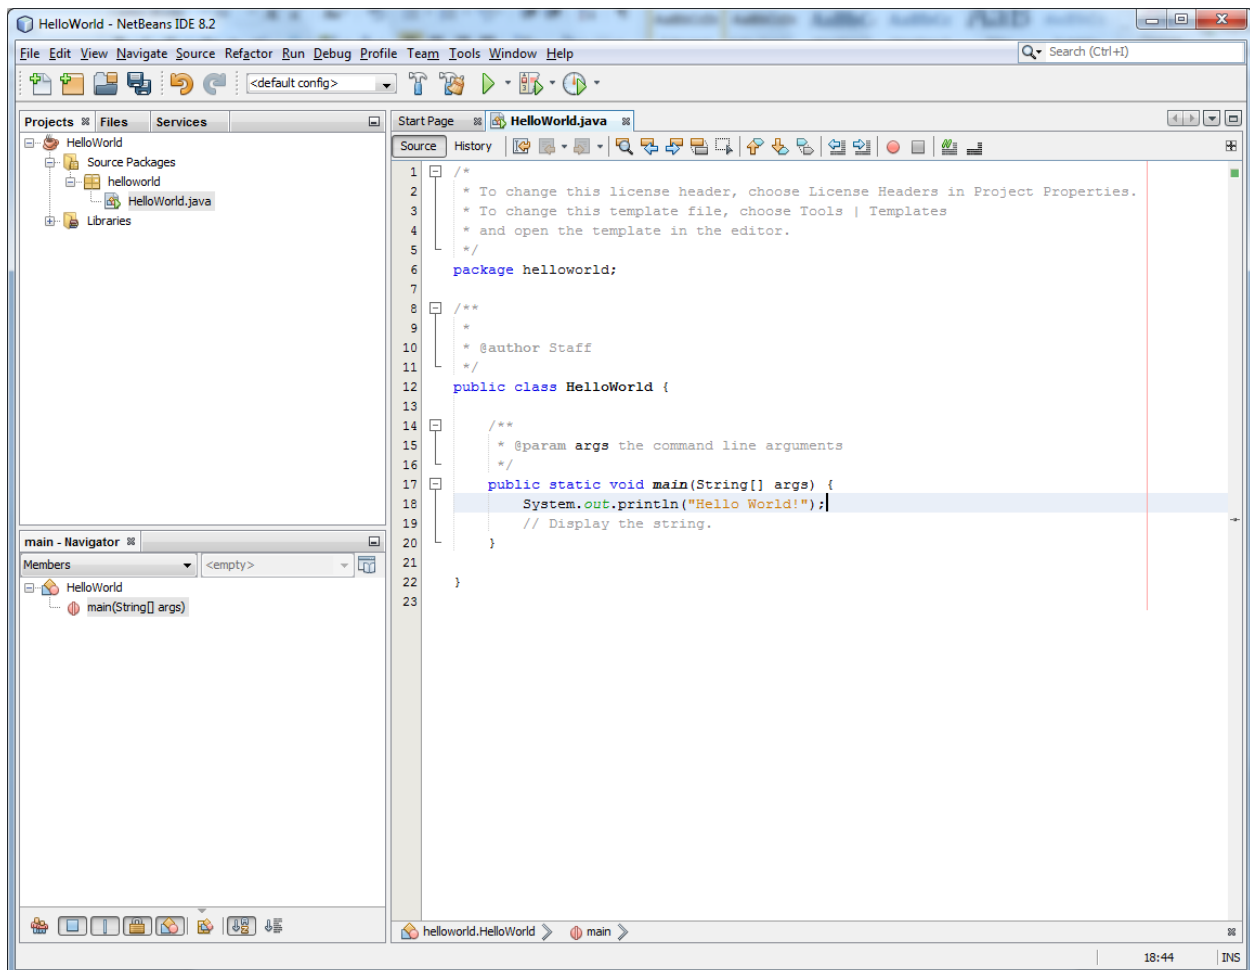 HelloWorld - NetBeans IDE 8.2
File Edit View Navigate Source Refactor Run Debug Profile Team Tools Window Help
Search (Ctrl+I)
<default config>
Projects Files Services
HelloWorld
Source Packages
helloworld
HelloWorld.java
Libraries
Start Page HelloWorld.java
Source History
1 /*
2 * To change this license header, choose License Headers in Project Properties.
3 * To change this template file, choose Tools | Templates
4 * and open the template in the editor.
5 */
6 package helloworld;
7
8 /**
9 *
10 * @author Staff
11 */
12 public class HelloWorld {
13
14 /**
15 * @param args the command line arguments
16 */
17 public static void main(String[] args) {
18 System.out.println("Hello World!");
19 // Display the string.
20 }
21
22 }
23
main - Navigator
Members <empty>
HelloWorld
main(String[] args)
helloworld.HelloWorld main
18:44 INS